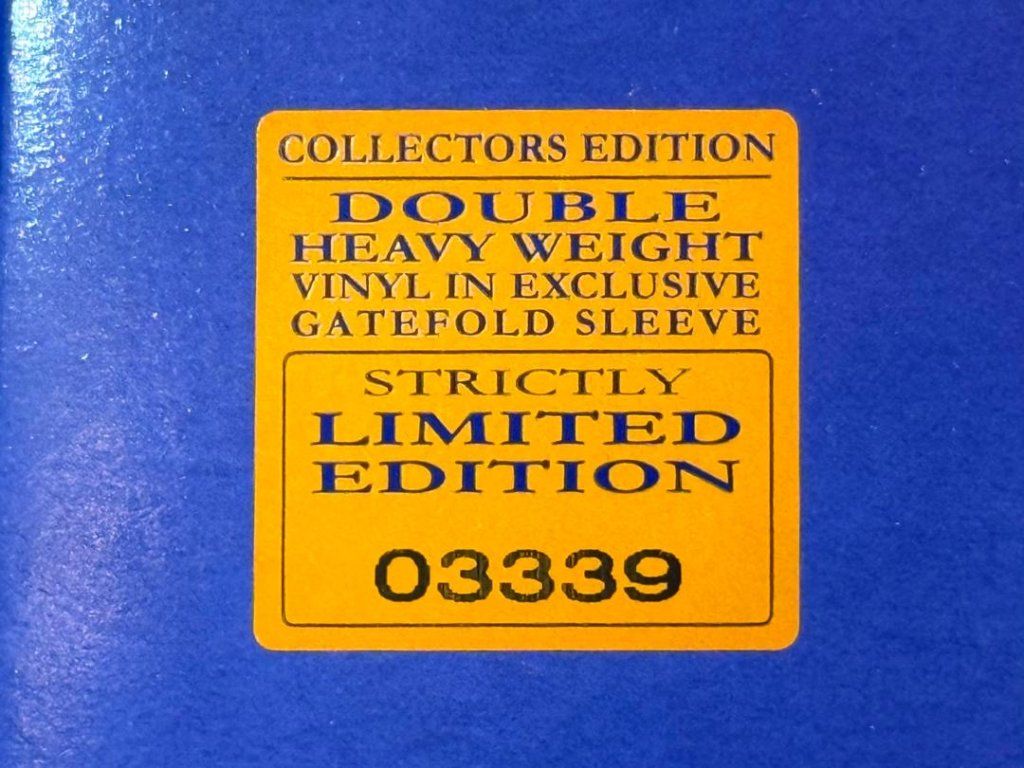 COLLECTORS EDITION
DOUBLE
HEAVY WEIGHT
VINYL IN EXCLUSIVE
GATEFOLD SLEEVE
STRICTLY
LIMITED
EDITION
03339